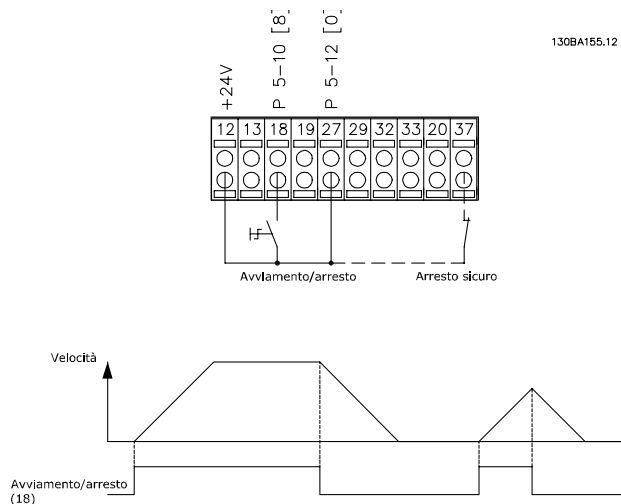 130BA155.12
+24V
P 5-10 [8]
P 5-12 [0]
12 13 18 19 27 29 32 33 20 37
Avviamento/arresto
Arresto sicuro
Velocità
Avviamento/arresto
(18)